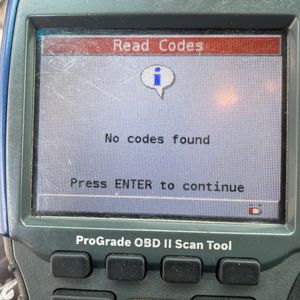 Read Codes
i
No codes found
Press ENTER to continue
ProGrade OBD II Scan Tool